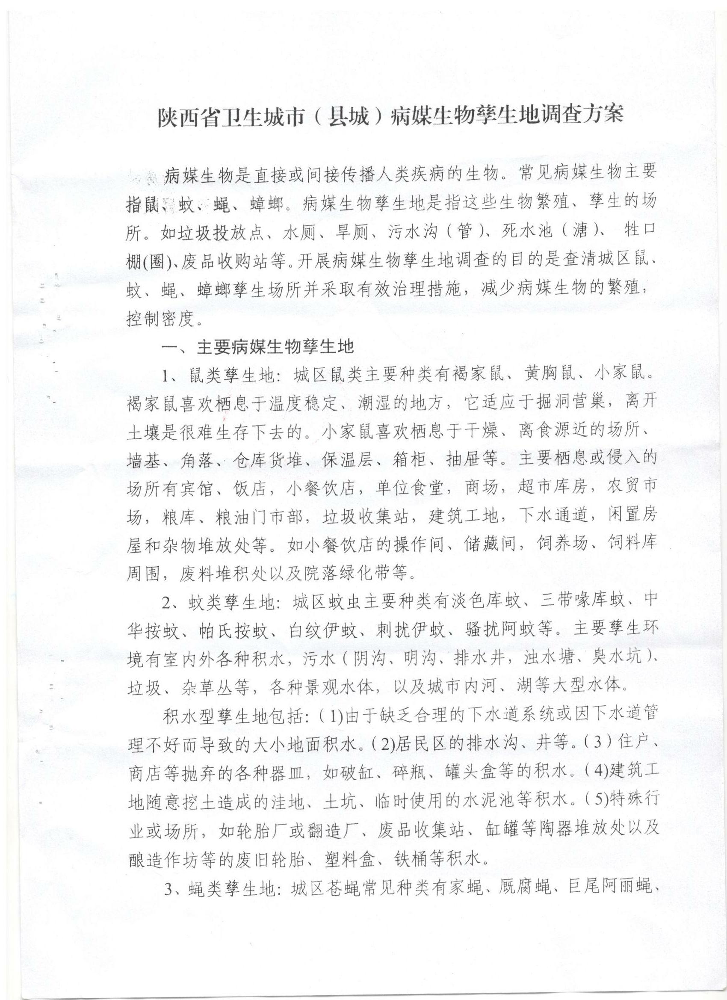 陕西省卫生城市（县城）病媒生物孳生地调查方案
病媒生物是直接或间接传播人类疾病的生物。常见病媒生物主要
指鼠、蚊、蝇、蟑螂。病媒生物孳生地是指这些生物繁殖、孳生的场
所。如垃圾投放点、水厕、旱厕、污水沟（管）、死水池（溏）、 牲口
棚(圈)、废品收购站等。开展病媒生物孳生地调查的目的是查清城区鼠、
蚊、蝇、蟑螂孳生场所并采取有效治理措施，减少病媒生物的繁殖，
控制密度。
一、主要病媒生物孳生地
1、鼠类孳生地：城区鼠类主要种类有褐家鼠、黄胸鼠、小家鼠。
褐家鼠喜欢栖息于温度稳定、潮湿的地方，它适应于掘洞营巢，离开
土壤是很难生存下去的。小家鼠喜欢栖息于干燥、离食源近的场所、
墙基、角落、仓库货堆、保温层、箱柜、抽屉等。主要栖息或侵入的
场所有宾馆、饭店，小餐饮店，单位食堂，商场，超市库房，农贸市
场，粮库、粮油门市部，垃圾收集站，建筑工地，下水通道，闲置房
屋和杂物堆放处等。如小餐饮店的操作间、储藏间，饲养场、饲料库
周围，废料堆积处以及院落绿化带等。
2、蚊类孳生地：城区蚊虫主要种类有淡色库蚊、三带喙库蚊、中
华按蚊、帕氏按蚊、白纹伊蚊、刺扰伊蚊、骚扰阿蚊等。主要孳生环
境有室内外各种积水，污水（阴沟、明沟、排水井，浊水塘、臭水坑）、
垃圾、杂草丛等，各种景观水体，以及城市内河、湖等大型水体。
积水型孳生地包括：（1)由于缺乏合理的下水道系统或因下水道管
理不好而导致的大小地面积水。（2)居民区的排水沟、井等。（3）住户、
商店等抛弃的各种器皿，如破缸、碎瓶、罐头盒等的积水。（4)建筑工
地随意挖土造成的洼地、土坑、临时使用的水泥池等积水。（5)特殊行
业或场所，如轮胎厂或翻造厂、废品收集站、缸罐等陶器堆放处以及
酿造作坊等的废旧轮胎、塑料盒、铁桶等积水。
3、蝇类孳生地：城区苍蝇常见种类有家蝇、厩腐蝇、巨尾阿丽蝇、